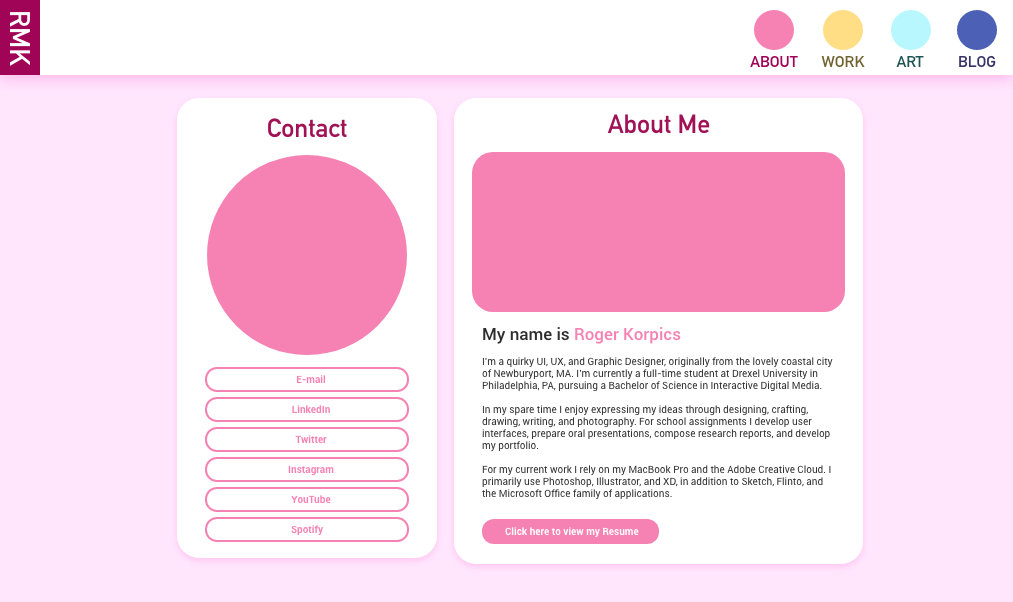 RMK
ABOUT
WORK
ART
BLOG
Contact
E-mail
LinkedIn
Twitter
Instagram
YouTube
Spotify
About Me
My name is Roger Korpics
I'm a quirky UI, UX, and Graphic Designer, originally from the lovely coastal city
of Newburyport, MA. I'm currently a full-time student at Drexel University in
Philadelphia, PA, pursuing a Bachelor of Science in Interactive Digital Media.
In my spare time I enjoy expressing my ideas through designing, crafting,
drawing, writing, and photography. For school assignments I develop user
interfaces, prepare oral presentations, compose research reports, and develop
my portfolio.
For my current work I rely on my MacBook Pro and the Adobe Creative Cloud. I
primarily use Photoshop, Illustrator, and XD, in addition to Sketch, Flinto, and
the Microsoft Office family of applications.
Click here to view my Resume